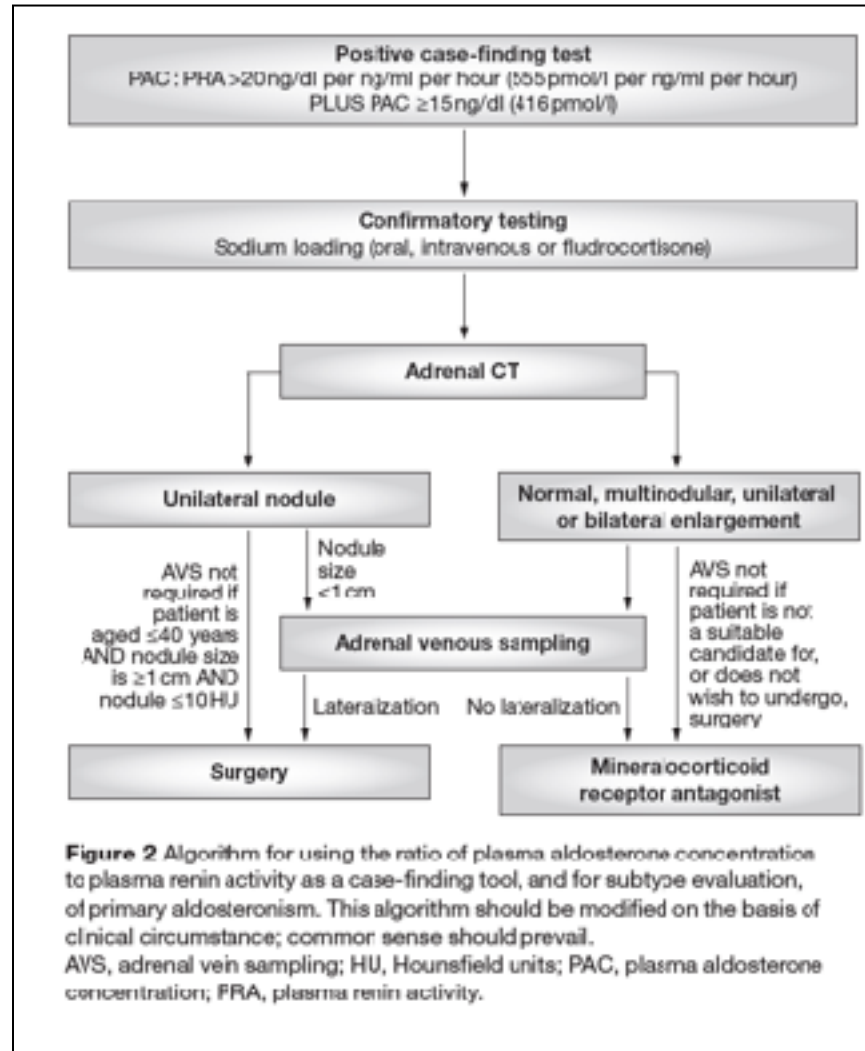 Positive case-finding test
PAC : PRA >20 ng/dl per ng/ml per hour (555 pmol/l per ng/ml per hour)
PLUS PAC ≥15 ng/dl (416 pmol/l)
Confirmatory testing
Sodium loading (oral, intravenous or fludrocortisone)
Adrenal CT
Unilateral nodule
Normal, multinodular, unilateral
or bilateral enlargement
AVS not
required if
patient is
aged ≤40 years
AND nodule size
is ≥1 cm AND
nodule ≤10 HU
Nodule
size
<1 cm
AVS not
required if
patient is not
a suitable
candidate for,
or does not
wish to undergo,
surgery
Adrenal venous sampling
Lateralization
No lateralization
Surgery
Mineralocorticoid
receptor antagonist
Figure 2 Algorithm for using the ratio of plasma aldosterone concentration
to plasma renin activity as a case-finding tool, and for subtype evaluation,
of primary aldosteronism. This algorithm should be modified on the basis of
clinical circumstance; common sense should prevail.
AVS, adrenal vein sampling; HU, Hounsfield units; PAC, plasma aldosterone
concentration; PRA, plasma renin activity.